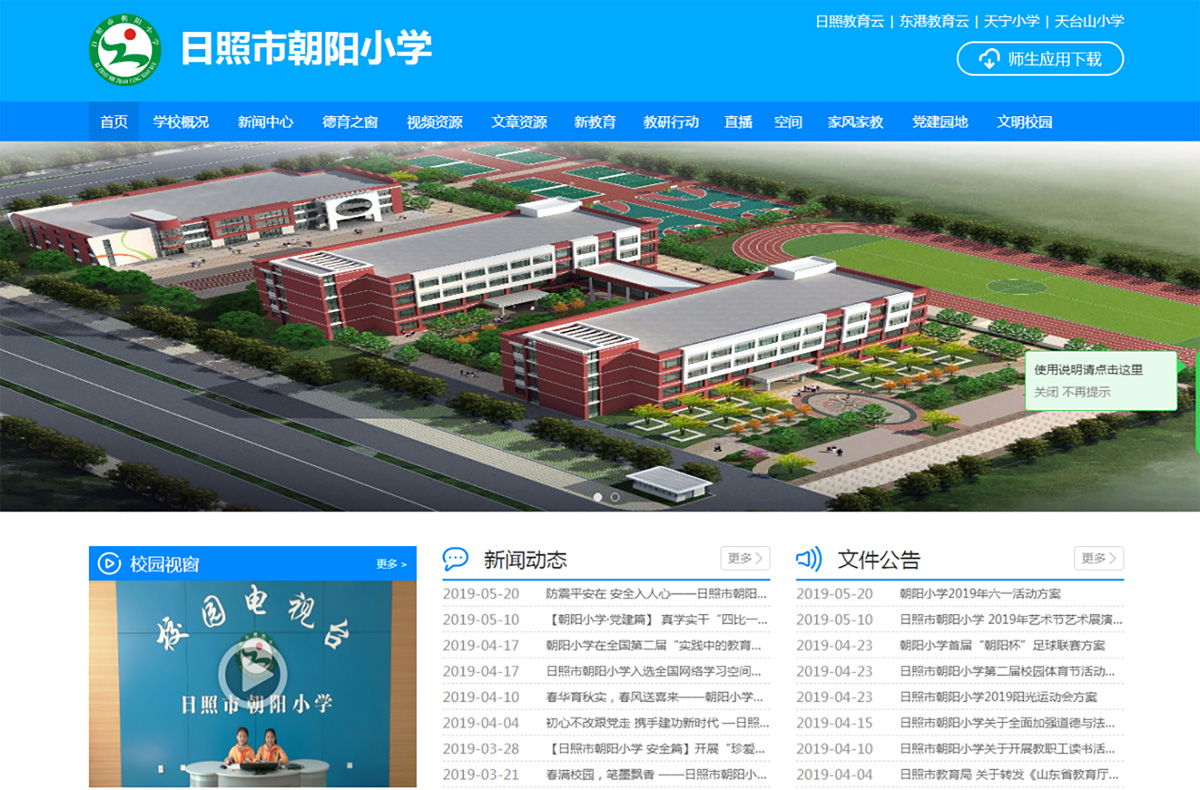 日照教育云 | 东港教育云 | 天宁小学 | 天台山小学
日照市朝阳小学
师生应用下载
首页 学校概况 新闻中心 德育之窗 视频资源 文章资源 新教育 教研行动 直播 空间 家风家教 党建园地 文明校园
使用说明请点击这里
关闭 不再提示
校园视窗 更多 >
校园电视台
日照市朝阳小学
新闻动态 更多 >
2019-05-20 防震平安在 安全入人心——日照市朝阳...
2019-05-10 【朝阳小学·党建篇】 真学实干“四比一...
2019-04-17 朝阳小学在全国第二届“实践中的教育...
2019-04-17 日照市朝阳小学入选全国网络学习空间...
2019-04-10 春华育秋实，春风送喜来——朝阳小学...
2019-04-04 初心不改跟党走 携手建功新时代 —日照...
2019-03-28 【日照市朝阳小学 安全篇】开展“珍爱...
2019-03-21 春满校园，笔墨飘香 ——日照市朝阳小...
文件公告 更多 >
2019-05-20 朝阳小学2019年六一活动方案
2019-05-10 日照市朝阳小学 2019年艺术节艺术展演...
2019-04-23 朝阳小学首届“朝阳杯”足球联赛方案
2019-04-23 日照市朝阳小学第二届校园体育节活动...
2019-04-23 日照市朝阳小学2019阳光运动会方案
2019-04-15 日照市朝阳小学关于全面加强道德与法...
2019-04-10 日照市朝阳小学关于开展教职工读书活...
2019-04-04 日照市教育局 关于转发《山东省教育厅...